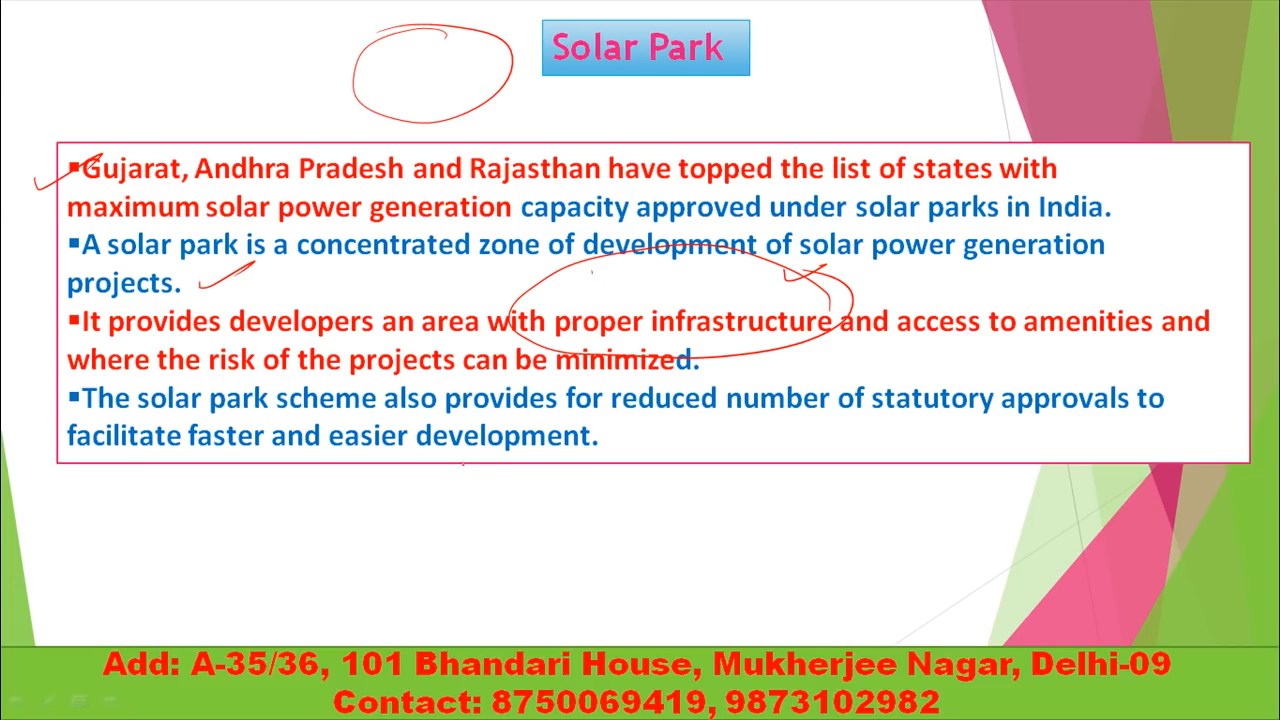 Solar Park
▪Gujarat, Andhra Pradesh and Rajasthan have topped the list of states with
maximum solar power generation capacity approved under solar parks in India.
▪A solar park is a concentrated zone of development of solar power generation
projects.
▪It provides developers an area with proper infrastructure and access to amenities and
where the risk of the projects can be minimized.
▪The solar park scheme also provides for reduced number of statutory approvals to
facilitate faster and easier development.
Add: A-35/36, 101 Bhandari House, Mukherjee Nagar, Delhi-09
Contact: 8750069419, 9873102982